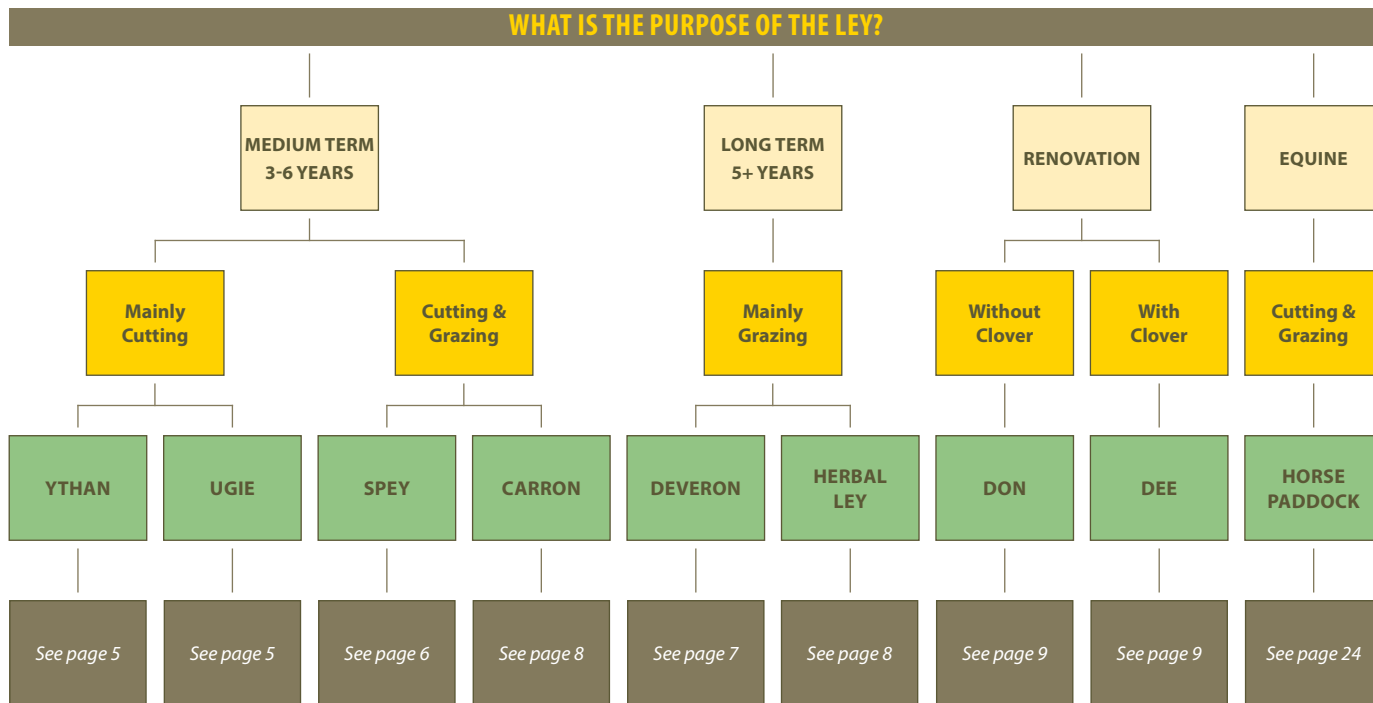 WHAT IS THE PURPOSE OF THE LEY?
MEDIUM TERM
3-6 YEARS
LONG TERM
5+ YEARS
RENOVATION
EQUINE
Mainly
Cutting
Cutting &
Grazing
Mainly
Grazing
Without
Clover
With
Clover
Cutting &
Grazing
YTHAN
UGIE
SPEY
CARRON
DEVERON
HERBAL
LEY
DON
DEE
HORSE
PADDOCK
See page 5
See page 5
See page 6
See page 8
See page 7
See page 8
See page 9
See page 9
See page 24